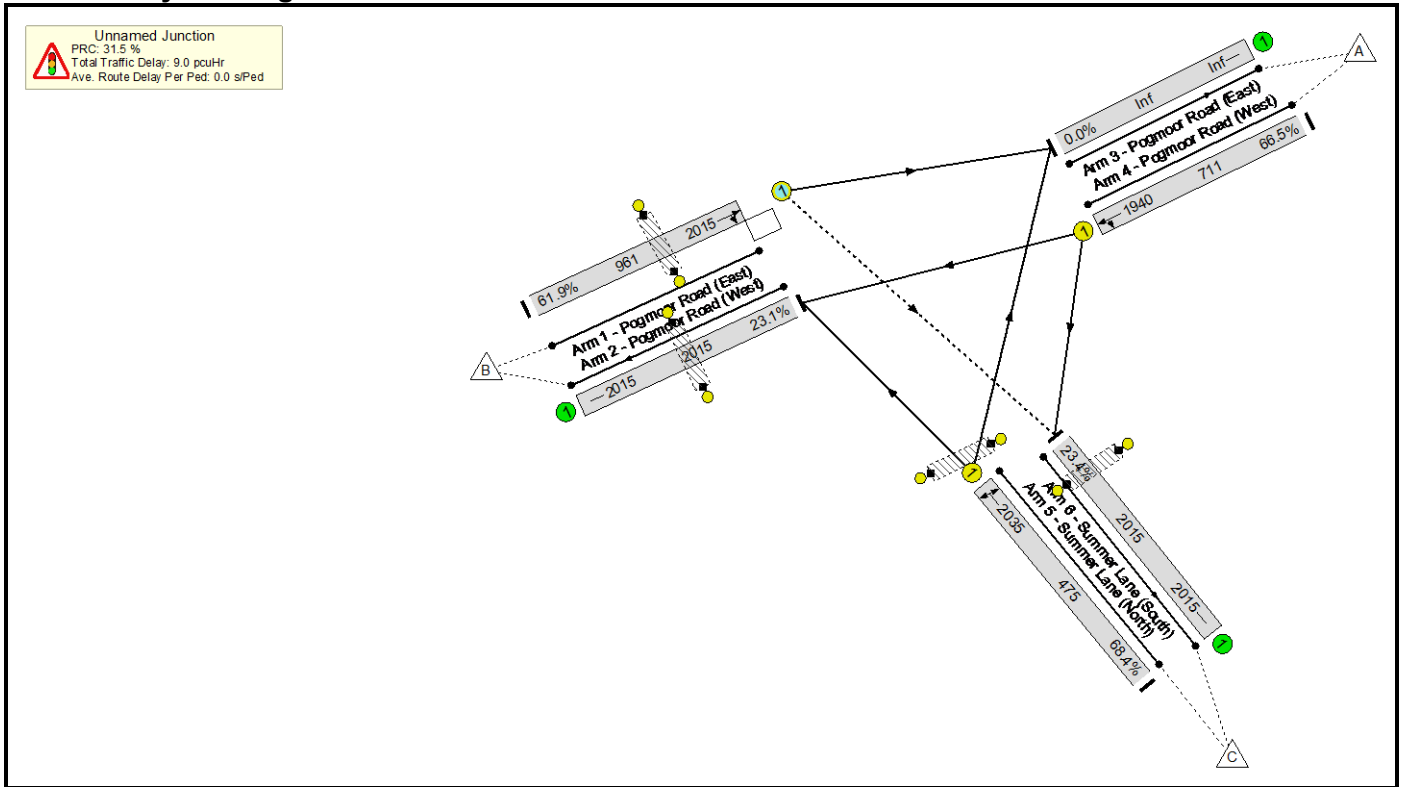 Unnamed Junction
PRC: 31.5 %
Total Traffic Delay: 9.0 pcuHr
Ave. Route Delay Per Ped: 0.0 s/Ped
1
A
Inf
Inf
0.0%
Arm 3 - Pogmoor Road (East)
Arm 4 - Pogmoor Road (West)
66.5%
711
1940
1
1
2015
961
61.9%
Arm 1 - Pogmoor Road (East)
Arm 2 - Pogmoor Road (West)
23.1%
2015
2015
B
1
1
23.4%
Arm 6 - Summer Lane (South)
Arm 5 - Summer Lane (North)
2035
475
68.4%
2015
2015
1
C